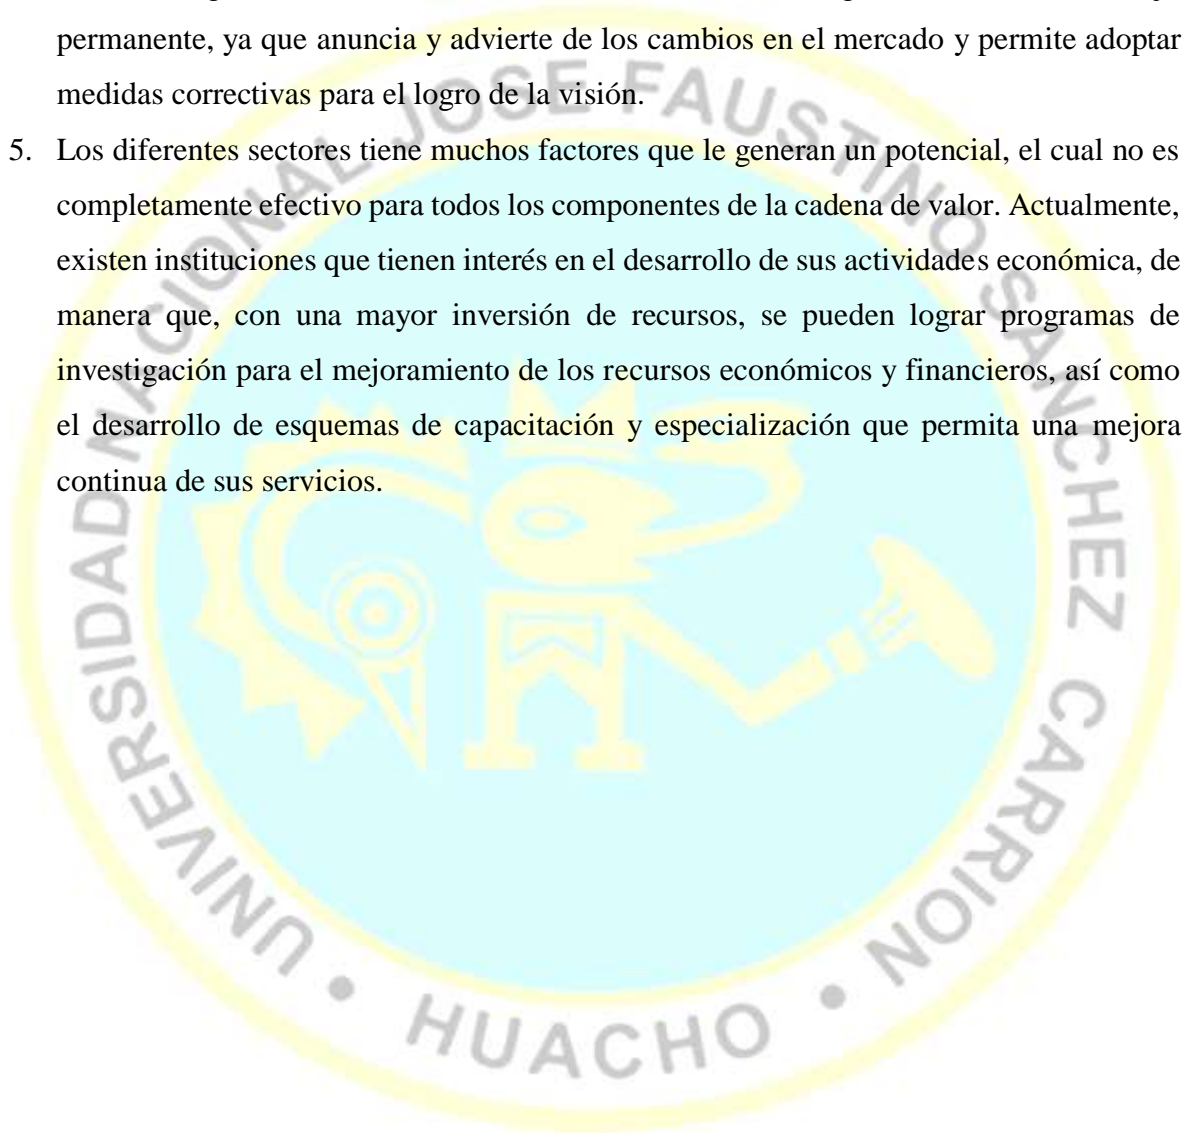 permanente, ya que anuncia y advierte de los cambios en el mercado y permite adoptar
medidas correctivas para el logro de la visión.
5. Los diferentes sectores tiene muchos factores que le generan un potencial, el cual no es
completamente efectivo para todos los componentes de la cadena de valor. Actualmente,
existen instituciones que tienen interés en el desarrollo de sus actividades económica, de
manera que, con una mayor inversión de recursos, se pueden lograr programas de
investigación para el mejoramiento de los recursos económicos y financieros, así como
el desarrollo de esquemas de capacitación y especialización que permita una mejora
continua de sus servicios.
UNIVERSIDAD NACIONAL JOSE FAUSTINO SANCHEZ CARRION
• HUACHO •